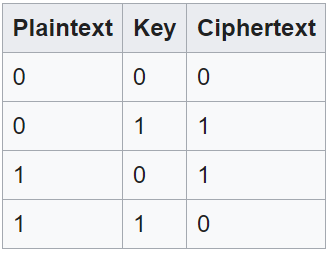 Plaintext Key Ciphertext
0 0 0
0 1 1
1 0 1
1 1 0